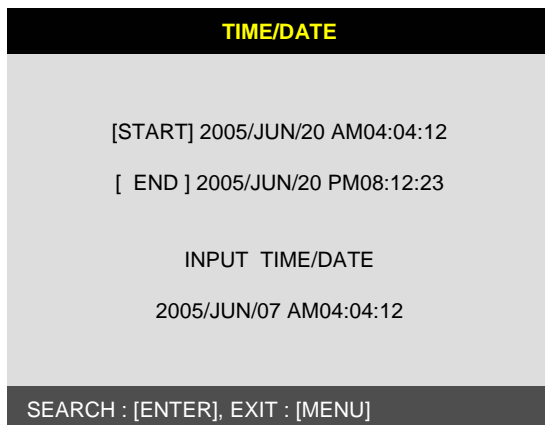 TIME/DATE
[START] 2005/JUN/20 AM04:04:12
[  END ] 2005/JUN/20 PM08:12:23
INPUT  TIME/DATE
2005/JUN/07 AM04:04:12
SEARCH : [ENTER], EXIT : [MENU]